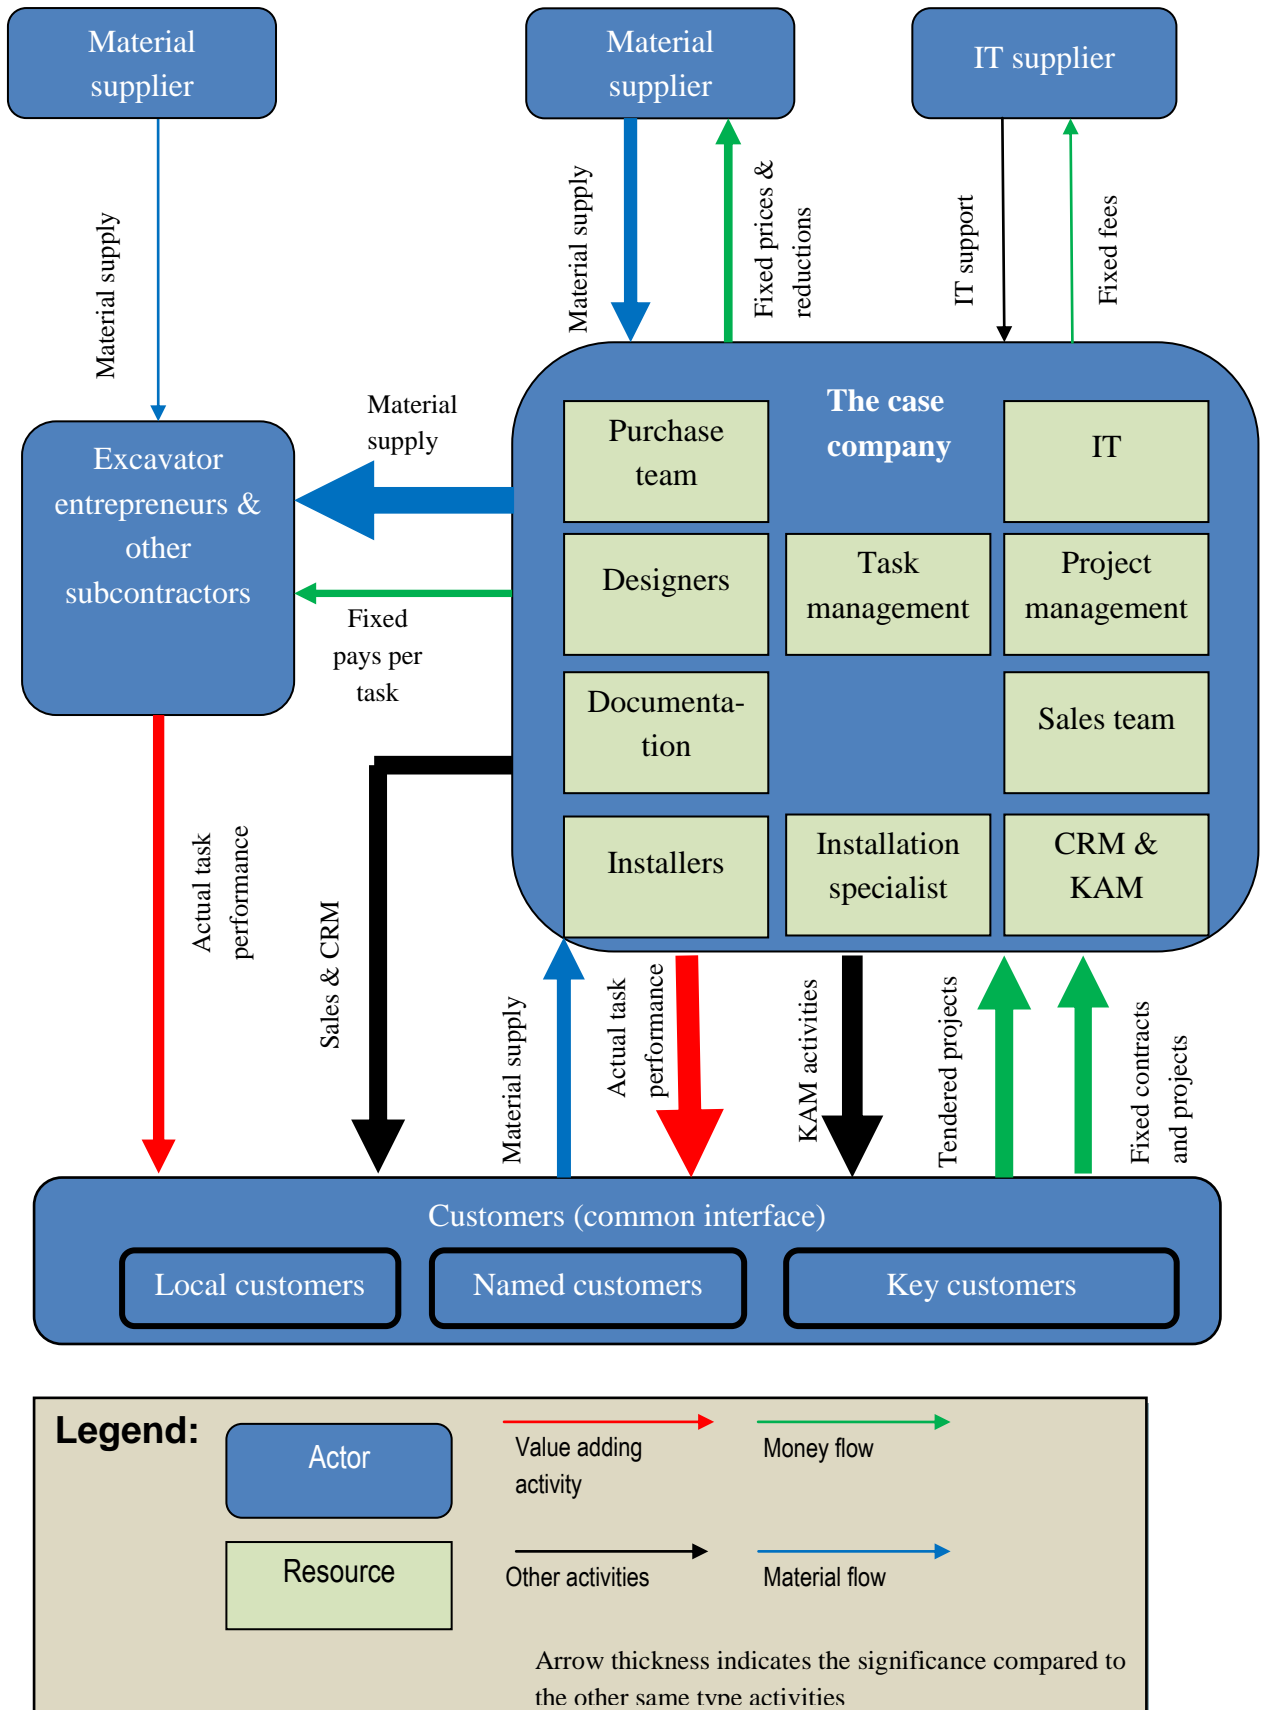 Material
supplier
Material
supplier
IT supplier
Material supply
Material supply
Fixed prices &
reductions
IT support
Fixed fees
Material
supply
Excavator
entrepreneurs &
other
subcontractors
Fixed
pays per
task
The case
company
Purchase
team
IT
Designers
Task
management
Project
management
Documenta-
tion
Sales team
Installers
Installation
specialist
CRM &
KAM
Actual task
performance
Sales & CRM
Material supply
Actual task
performance
KAM activities
Tendered projects
Fixed contracts
and projects
Customers (common interface)
Local customers
Named customers
Key customers
Legend:
Actor
Value adding
activity
Money flow
Resource
Other activities
Material flow
Arrow thickness indicates the significance compared to
the other same type activities